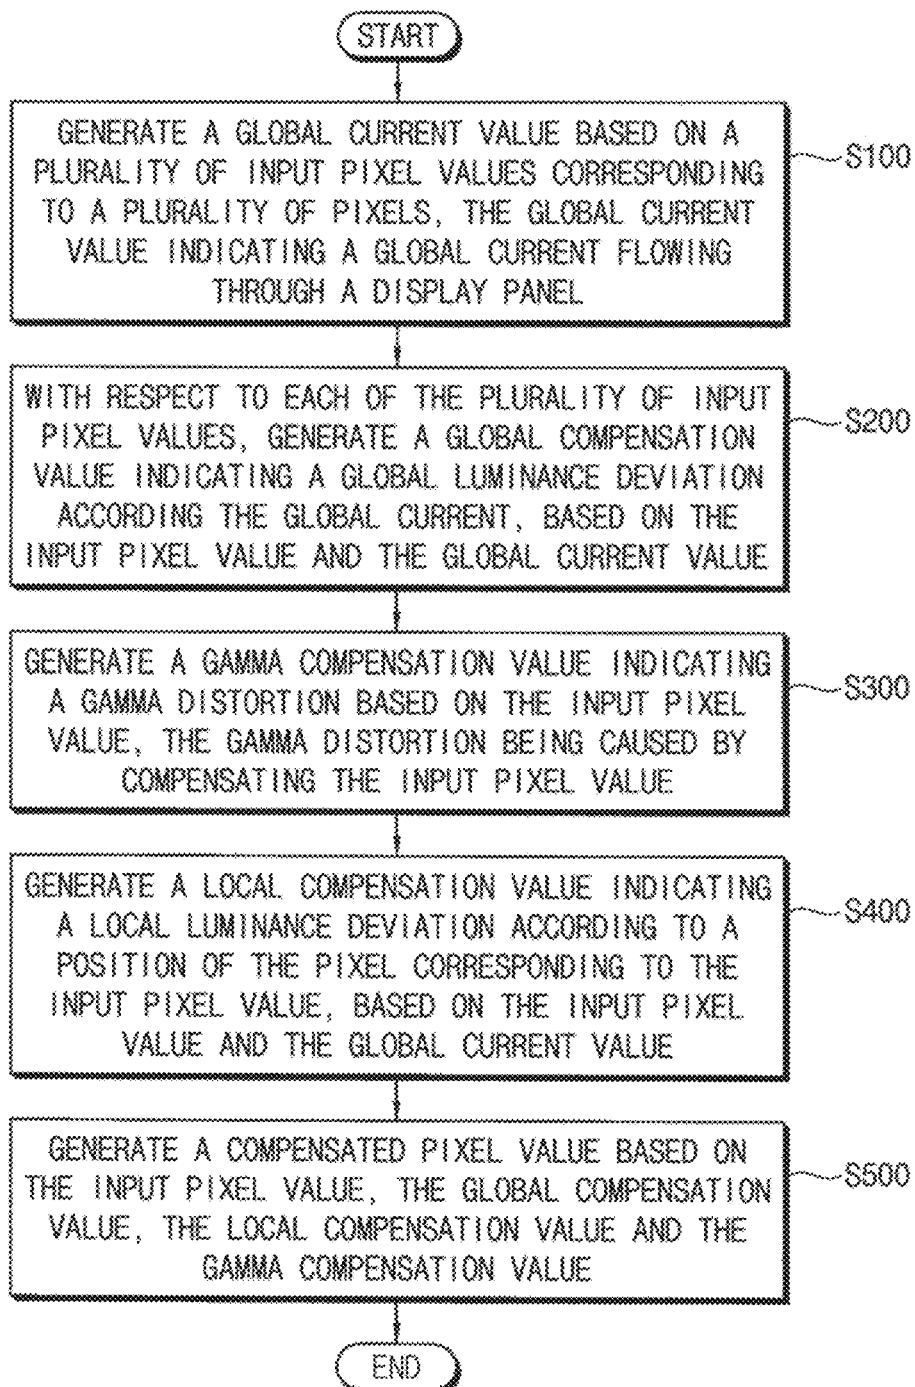 START
GENERATE A GLOBAL CURRENT VALUE BASED ON A
PLURALITY OF INPUT PIXEL VALUES CORRESPONDING
TO A PLURALITY OF PIXELS, THE GLOBAL CURRENT
VALUE INDICATING A GLOBAL CURRENT FLOWING
THROUGH A DISPLAY PANEL
S100
WITH RESPECT TO EACH OF THE PLURALITY OF INPUT
PIXEL VALUES, GENERATE A GLOBAL COMPENSATION
VALUE INDICATING A GLOBAL LUMINANCE DEVIATION
ACCORDING THE GLOBAL CURRENT, BASED ON THE
INPUT PIXEL VALUE AND THE GLOBAL CURRENT VALUE
S200
GENERATE A GAMMA COMPENSATION VALUE INDICATING
A GAMMA DISTORTION BASED ON THE INPUT PIXEL
VALUE, THE GAMMA DISTORTION BEING CAUSED BY
COMPENSATING THE INPUT PIXEL VALUE
S300
GENERATE A LOCAL COMPENSATION VALUE INDICATING
A LOCAL LUMINANCE DEVIATION ACCORDING TO A
POSITION OF THE PIXEL CORRESPONDING TO THE
INPUT PIXEL VALUE, BASED ON THE INPUT PIXEL
VALUE AND THE GLOBAL CURRENT VALUE
S400
GENERATE A COMPENSATED PIXEL VALUE BASED ON
THE INPUT PIXEL VALUE, THE GLOBAL COMPENSATION
VALUE, THE LOCAL COMPENSATION VALUE AND THE
GAMMA COMPENSATION VALUE
S500
END